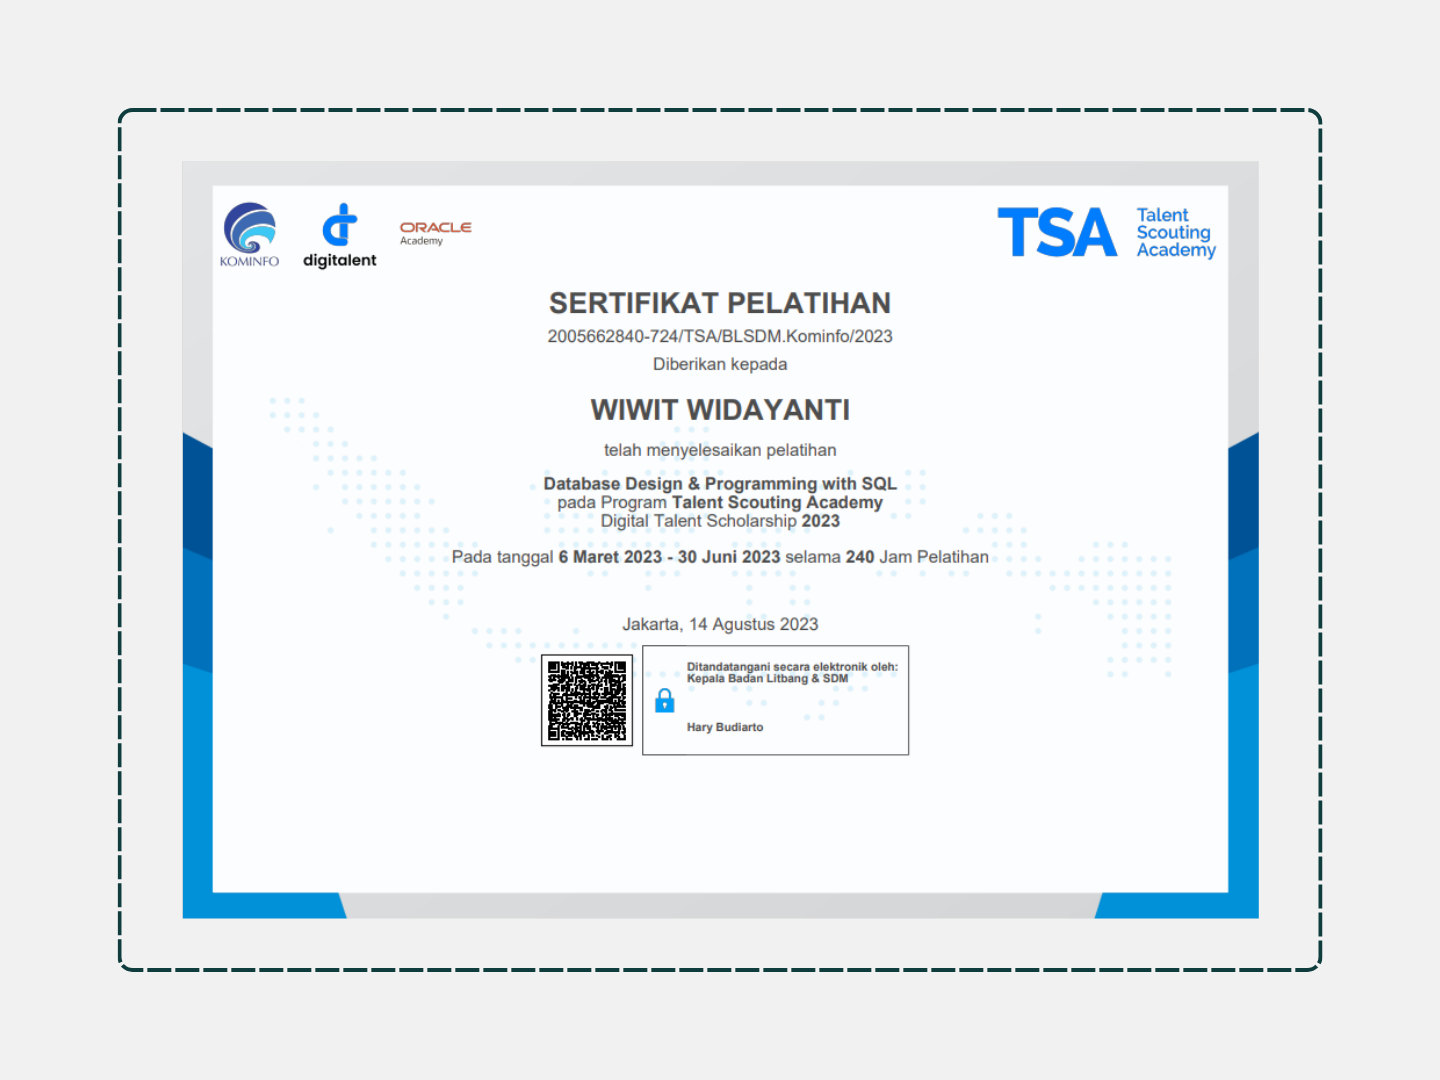 KOMINFO
digitalent
ORACLE
Academy
TSA
Talent
Scouting
Academy
SERTIFIKAT PELATIHAN
2005662840-724/TSA/BLSDM.Kominfo/2023
Diberikan kepada
WIWIT WIDAYANTI
telah menyelesaikan pelatihan
Database Design & Programming with SQL
pada Program Talent Scouting Academy
Digital Talent Scholarship 2023
Pada tanggal 6 Maret 2023 - 30 Juni 2023 selama 240 Jam Pelatihan
Jakarta, 14 Agustus 2023
Ditandatangani secara elektronik oleh:
Kepala Badan Litbang & SDM
Hary Budiarto